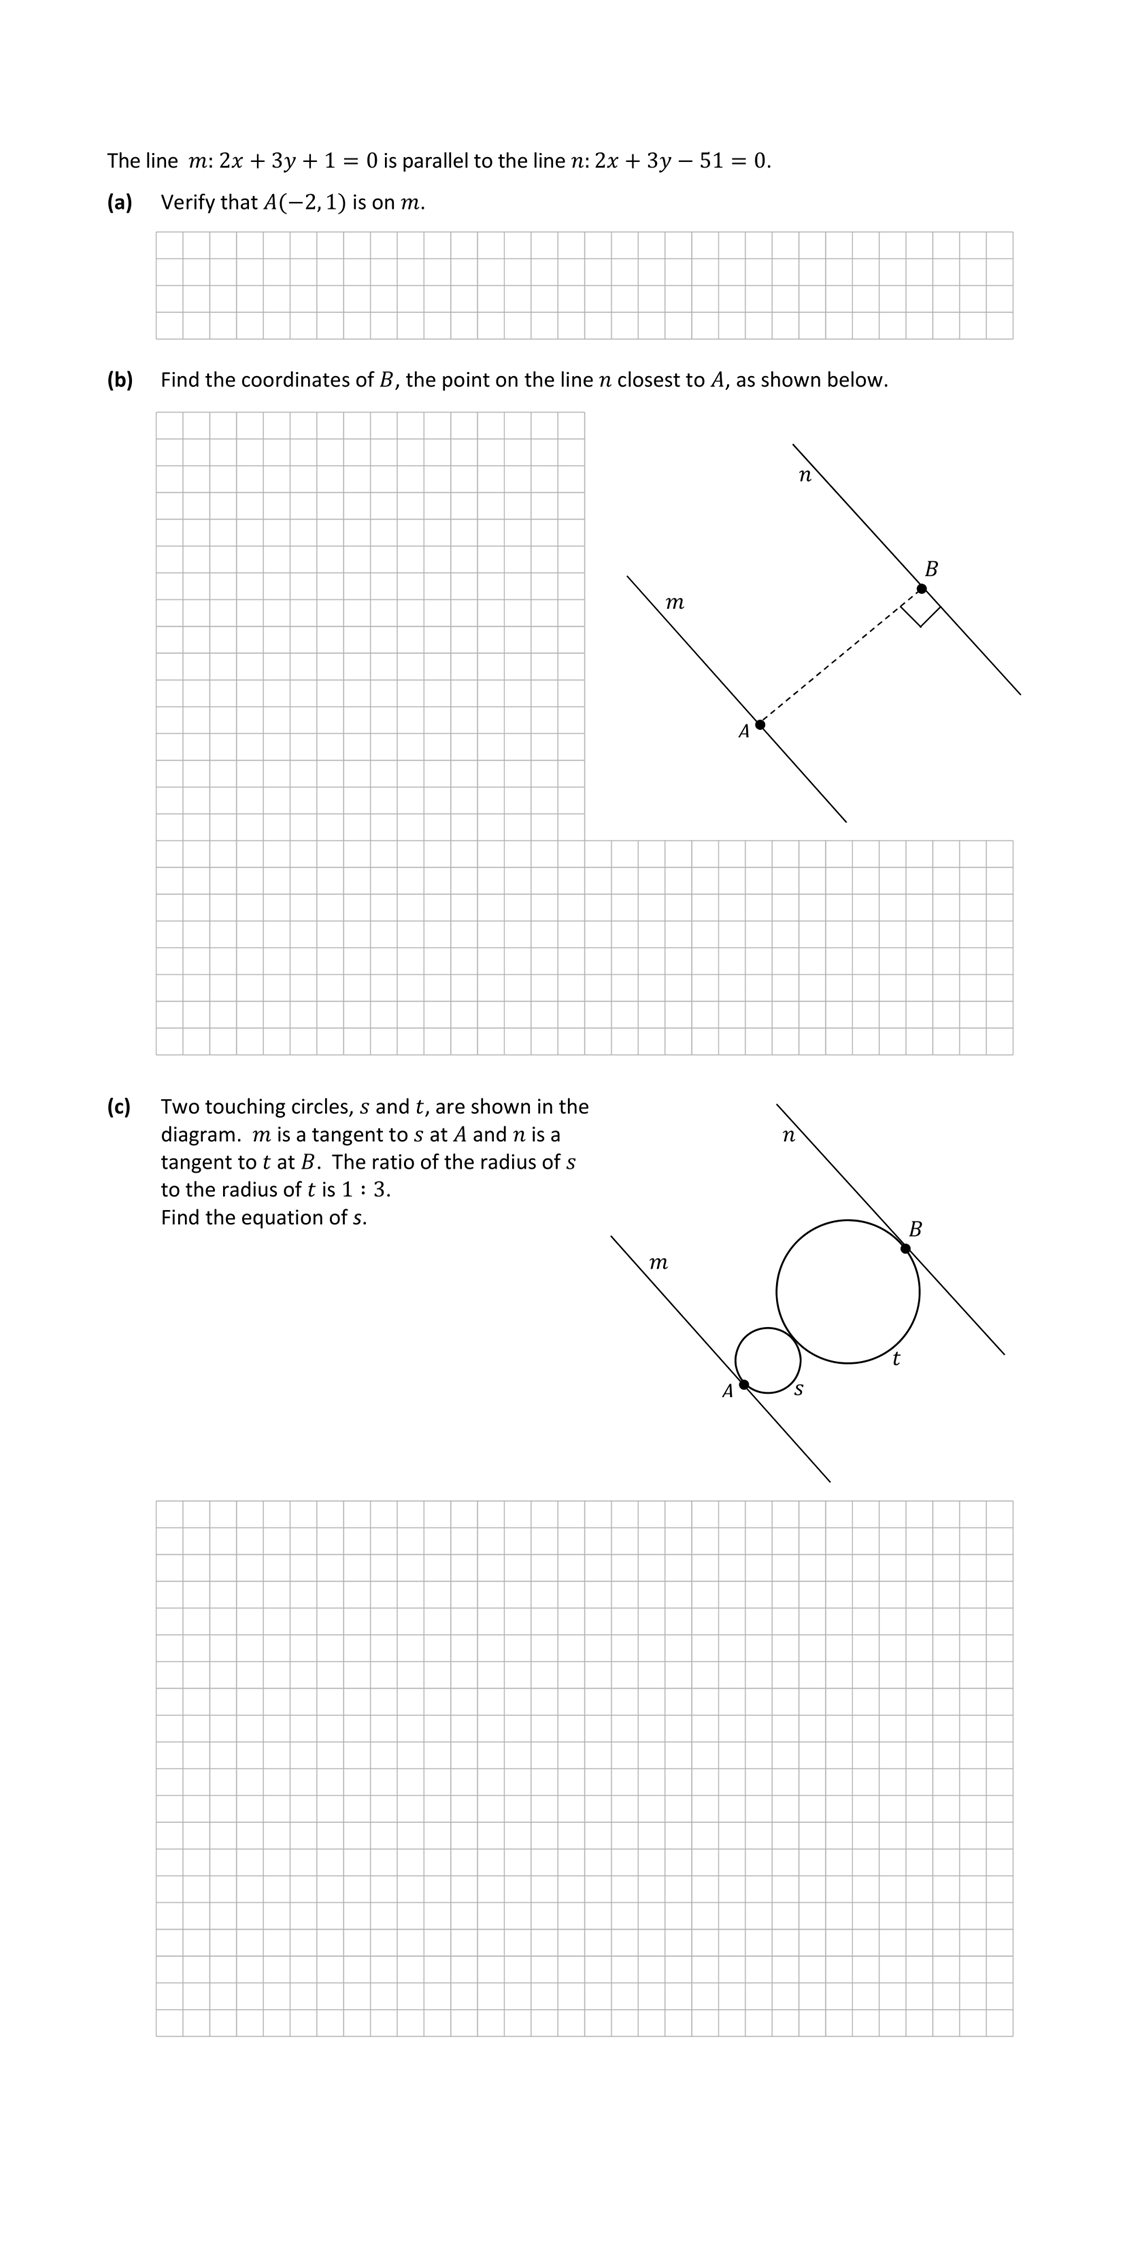 The line m: 2x + 3y + 1 = 0 is parallel to the line n: 2x + 3y − 51 = 0.
(a) Verify that A(−2, 1) is on m.
(b) Find the coordinates of B, the point on the line n closest to A, as shown below.
n
B
m
A
(c) Two touching circles, s and t, are shown in the
diagram. m is a tangent to s at A and n is a
tangent to t at B. The ratio of the radius of s
to the radius of t is 1 : 3.
Find the equation of s.
n
B
m
t
A
s